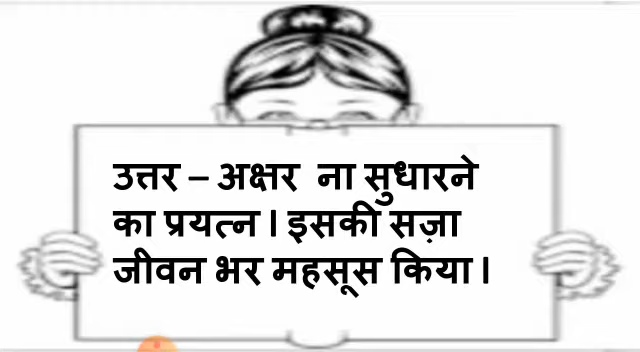 उत्तर – अक्षर ना सुधारने
का प्रयत्न । इसकी सज़ा
जीवन भर महसूस किया ।